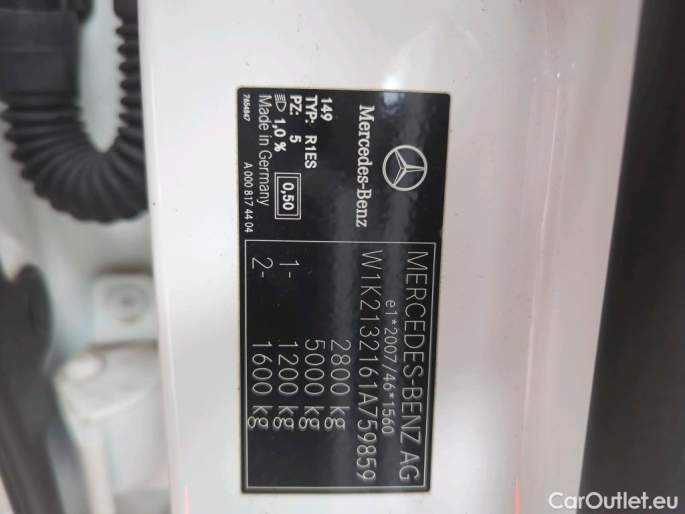 MERCEDES-BENZ AG
e1*2007/46*1560
W1K2132161A759859
2800 kg
5000 kg
1- 1200 kg
2- 1600 kg
Mercedes-Benz
149
TYP: R1ES
PZ: 5 0,50
1,0 %
Made in Germany
7654847 A 000 817 44 04
CarOutlet.eu